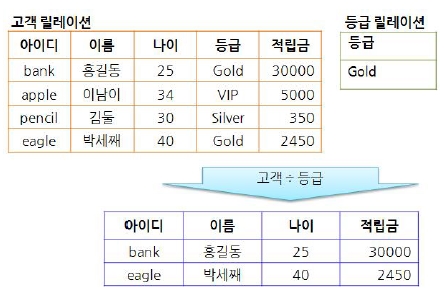 고객 릴레이션
아이디 이름 나이 등급 적립금
bank 홍길동 25 Gold 30000
apple 이남이 34 VIP 5000
pencil 김둘 30 Silver 350
eagle 박세째 40 Gold 2450
등급 릴레이션
등급
Gold
고객 ÷ 등급
아이디 이름 나이 적립금
bank 홍길동 25 30000
eagle 박세째 40 2450